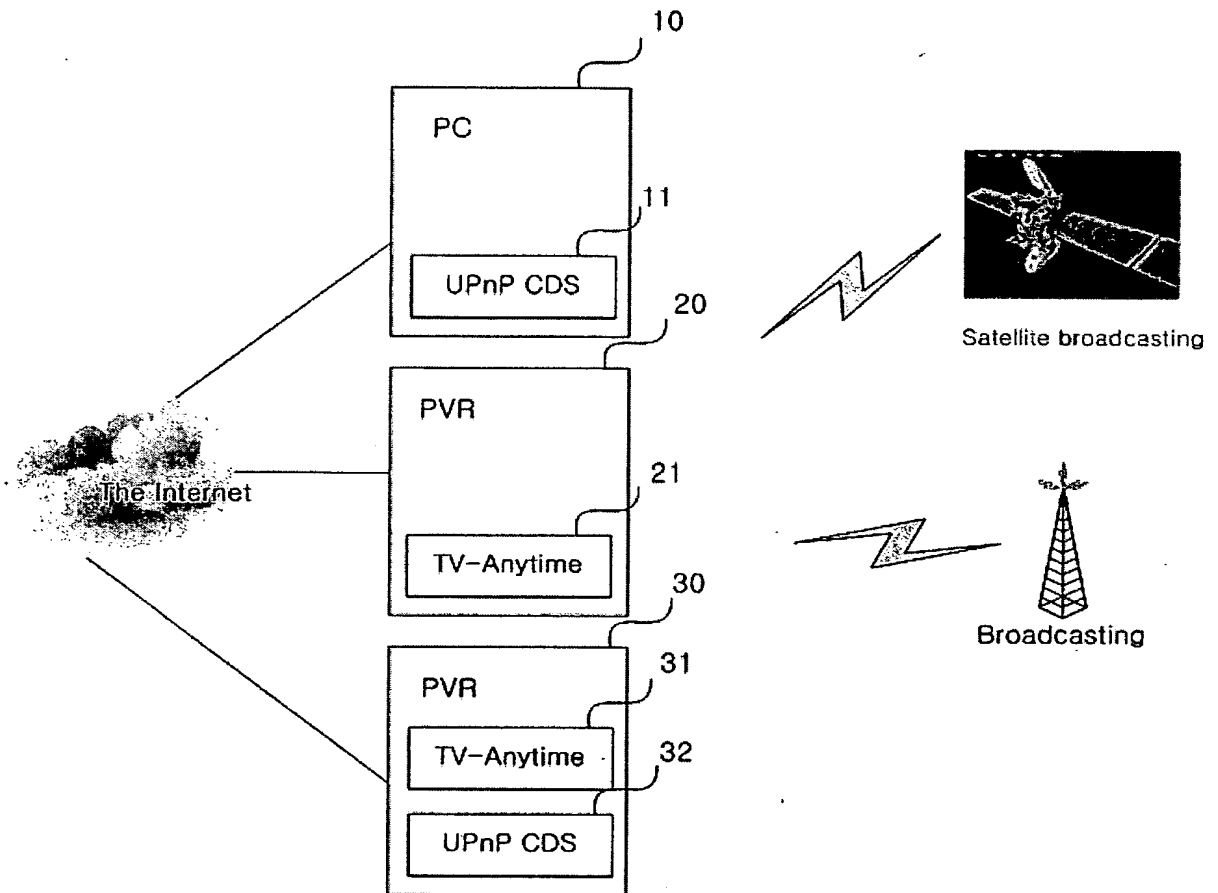 10
PC
11
UPnP CDS
20
Satellite broadcasting
PVR
The Internet
21
TV-Anytime
30
Broadcasting
31
PVR
TV-Anytime
32
UPnP CDS